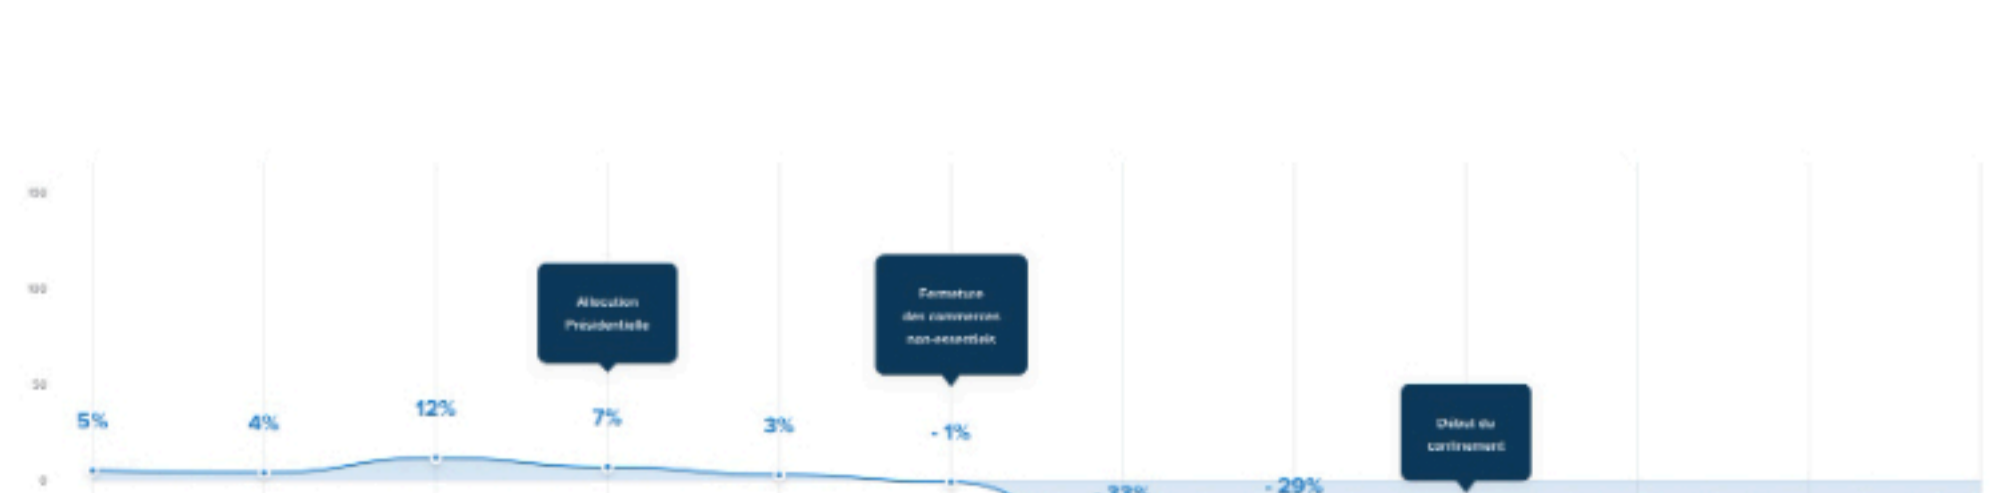 150
100
50
0
5%
4%
12%
7%
3%
- 1%
- 29%
Allocution
Présidentielle
Fermeture
des commerces
non-essentiels
Début du
confinement